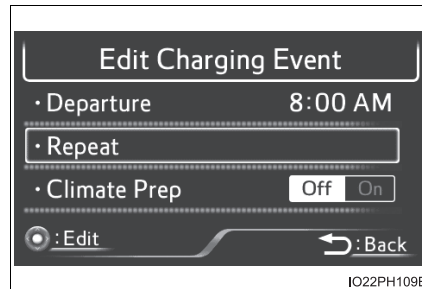 Edit Charging Event
・Departure 8:00 AM
・Repeat
・Climate Prep Off On
:Edit :Back
IO22PH109E